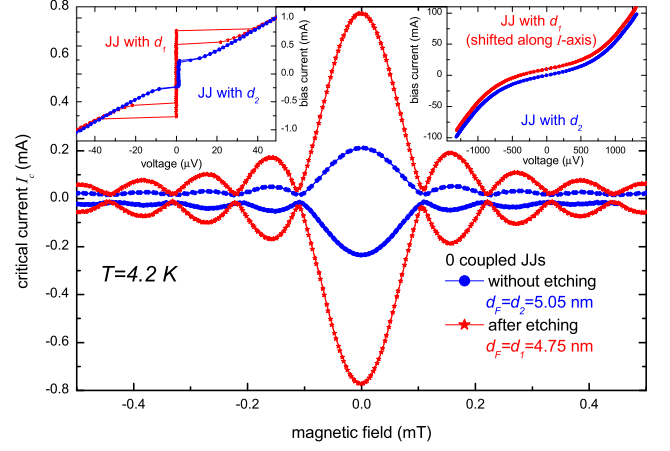 0.8
0.6
0.4
0.2
0.0
-0.2
-0.4
-0.6
-0.8
critical current I_c (mA)
-0.4
-0.2
0.0
0.2
0.4
magnetic field (mT)
T=4.2 K
0 coupled JJs
without etching
d_F=d_2=5.05 nm
after etching
d_F=d_1=4.75 nm
JJ with d_1
JJ with d_2
1.0
0.5
0.0
-0.5
-1.0
bias current (mA)
-40
-20
0
20
40
voltage (μV)
JJ with d_1
(shifted along I-axis)
JJ with d_2
100
50
0
50
100
bias current (mA)
1000
500
0
500
1000
voltage (μV)